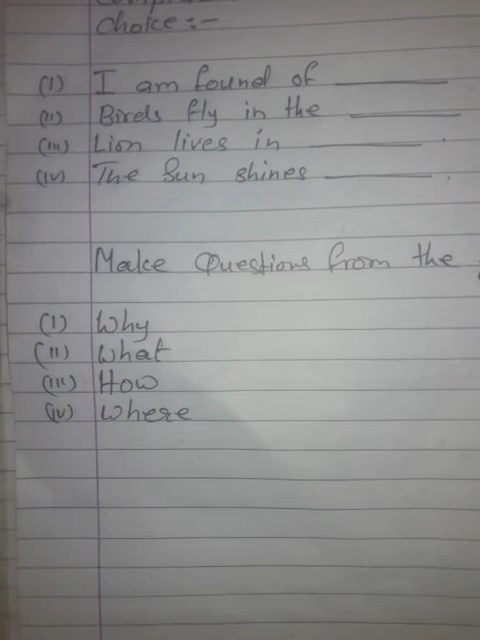 Choice :-
(i) I am found of ______
(ii) Birds fly in the ______
(iii) Lion lives in ______ .
(iv) The Sun shines ______ .
Make Questions from the
(i) Why
(ii) What
(iii) How
(iv) Where